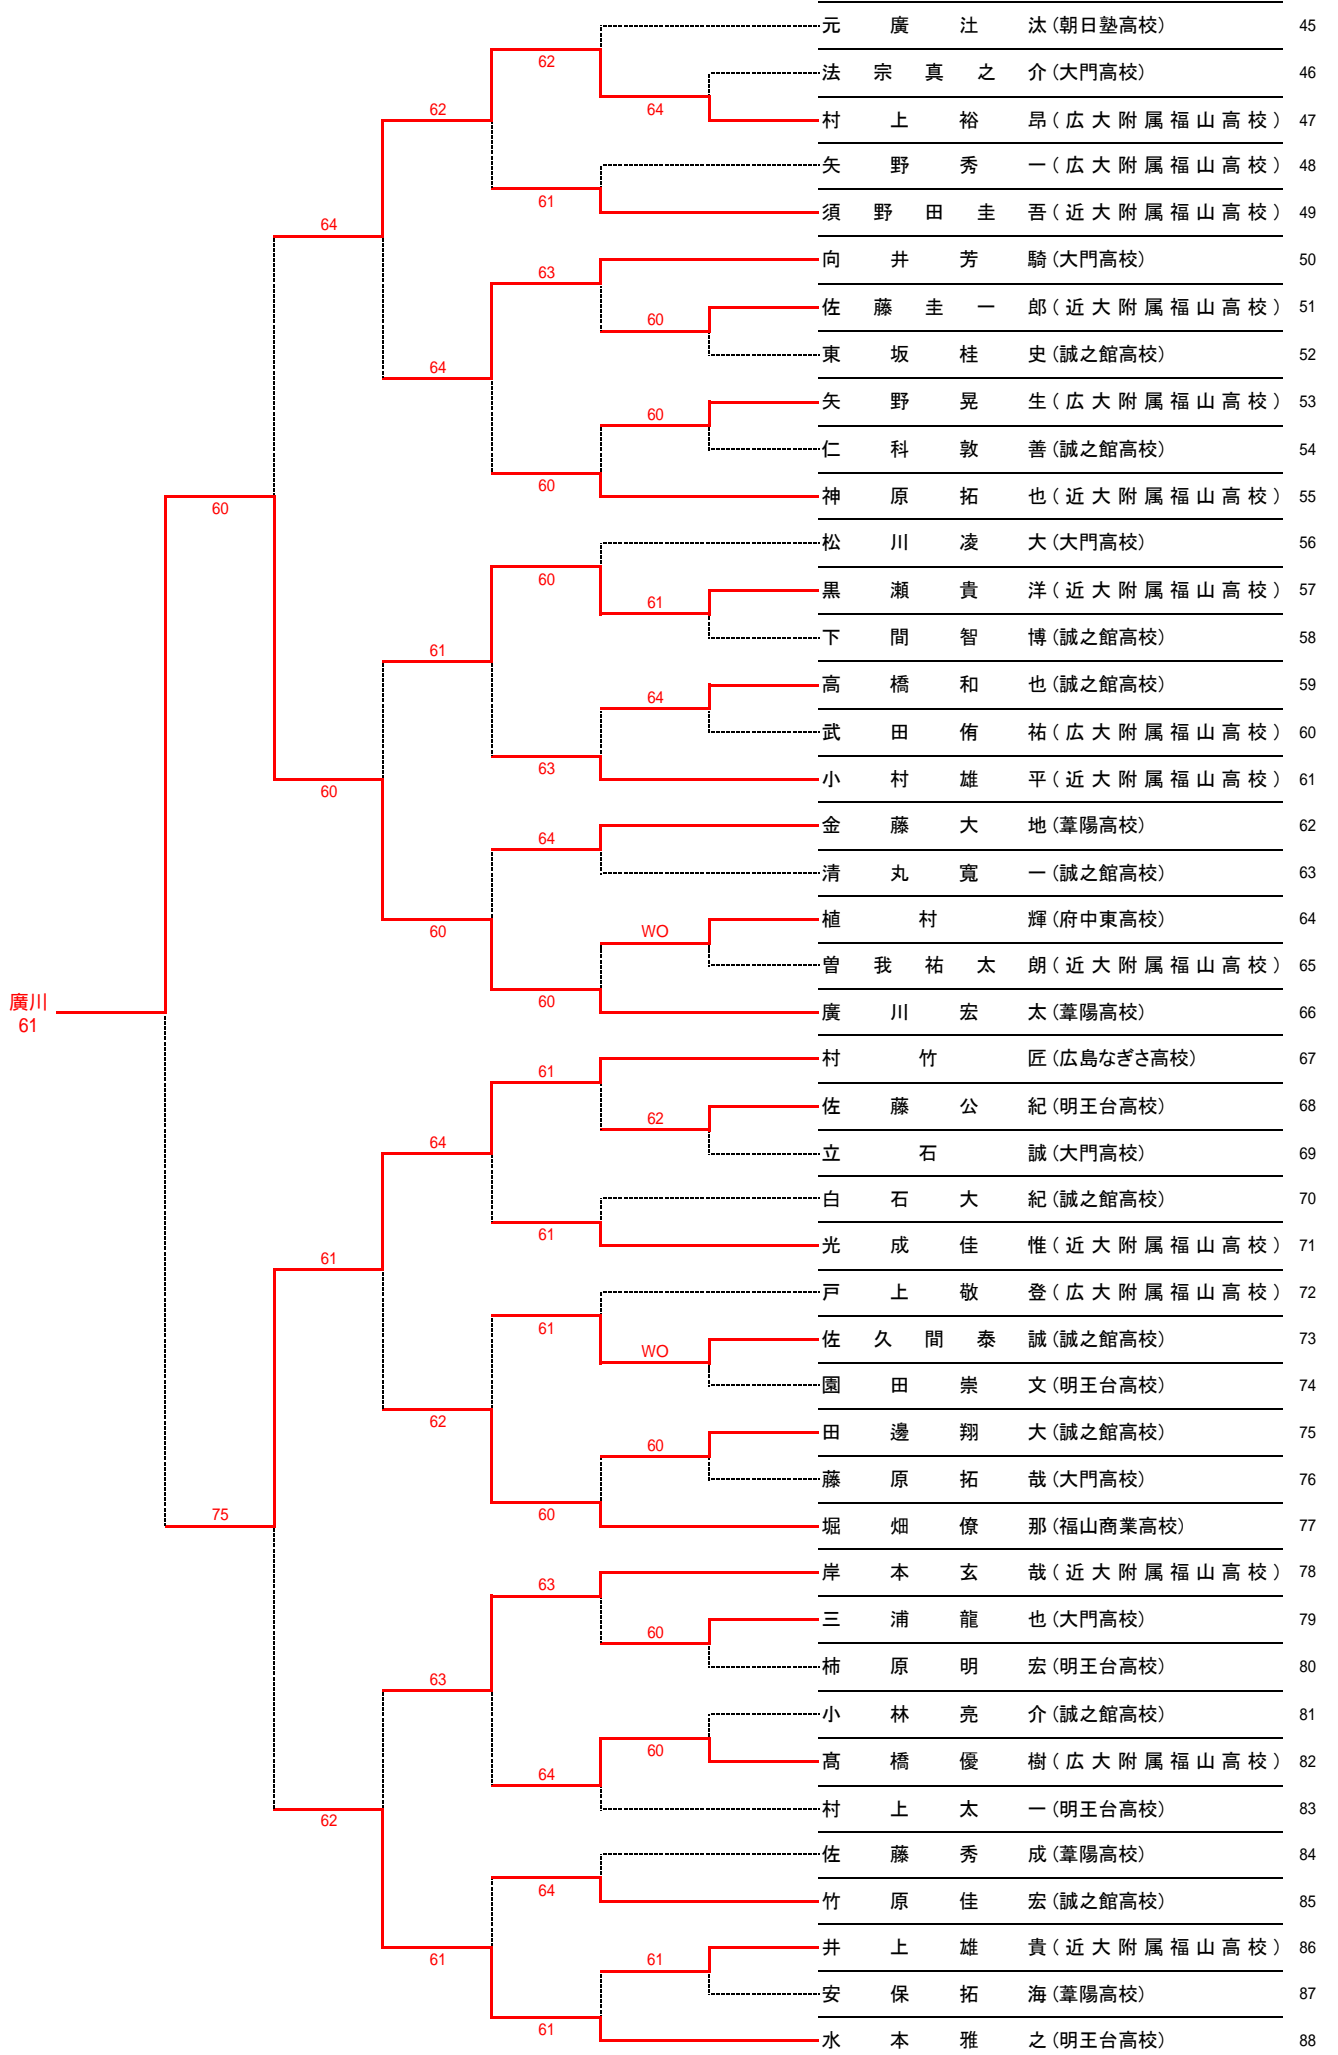 元廣汢汰(朝日塾高校) 45
62
法宗真之介(大門高校) 46
62 64
村上裕昂(広大附属福山高校) 47
矢野秀一(広大附属福山高校) 48
61
須野田圭吾(近大附属福山高校) 49
64
向井芳騎(大門高校) 50
63
佐藤圭一郎(近大附属福山高校) 51
60
東坂桂史(誠之館高校) 52
64
矢野晃生(広大附属福山高校) 53
60
仁科敦善(誠之館高校) 54
60
神原拓也(近大附属福山高校) 55
60
松川凌大(大門高校) 56
60
黒瀬貴洋(近大附属福山高校) 57
61
下間智博(誠之館高校) 58
61
高橋和也(誠之館高校) 59
64
武田侑祐(広大附属福山高校) 60
63
小村雄平(近大附属福山高校) 61
60
金藤大地(葦陽高校) 62
64
清丸寛一(誠之館高校) 63
植村輝(府中東高校) 64
60 WO
曽我祐太朗(近大附属福山高校) 65
60
廣川
61
廣川宏太(葦陽高校) 66
村竹匠(広島なぎさ高校) 67
61
佐藤公紀(明王台高校) 68
62
立石誠(大門高校) 69
64
白石大紀(誠之館高校) 70
61
光成佳惟(近大附属福山高校) 71
61
戸上敬登(広大附属福山高校) 72
61
佐久間泰誠(誠之館高校) 73
WO
園田崇文(明王台高校) 74
62
田邊翔大(誠之館高校) 75
60
藤原拓哉(大門高校) 76
75 60
堀畑僚那(福山商業高校) 77
岸本玄哉(近大附属福山高校) 78
63
三浦龍也(大門高校) 79
60
柿原明宏(明王台高校) 80
63
小林亮介(誠之館高校) 81
60
髙橋優樹(広大附属福山高校) 82
64
村上太一(明王台高校) 83
62
佐藤秀成(葦陽高校) 84
64
竹原佳宏(誠之館高校) 85
井上雄貴(近大附属福山高校) 86
61 61
安保拓海(葦陽高校) 87
61
水本雅之(明王台高校) 88